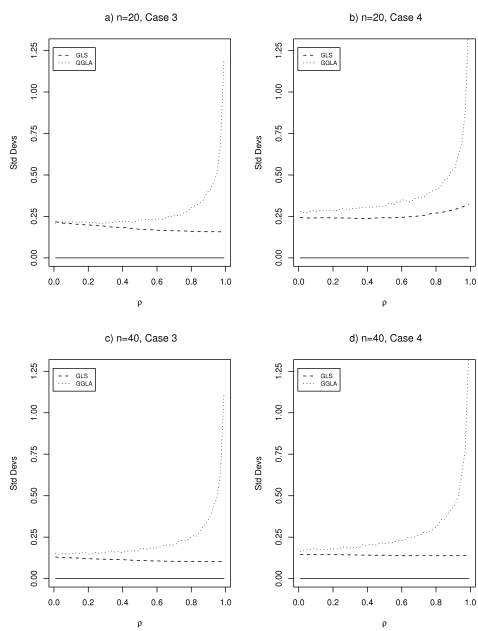 a) n=20, Case 3
b) n=20, Case 4
Std Devs
0.00 0.25 0.50 0.75 1.00 1.25
GLS
GGLA
0.0 0.2 0.4 0.6 0.8 1.0
ρ
Std Devs
0.00 0.25 0.50 0.75 1.00 1.25
GLS
GGLA
0.0 0.2 0.4 0.6 0.8 1.0
ρ
c) n=40, Case 3
d) n=40, Case 4
Std Devs
0.00 0.25 0.50 0.75 1.00 1.25
GLS
GGLA
0.0 0.2 0.4 0.6 0.8 1.0
ρ
Std Devs
0.00 0.25 0.50 0.75 1.00 1.25
GLS
GGLA
0.0 0.2 0.4 0.6 0.8 1.0
ρ